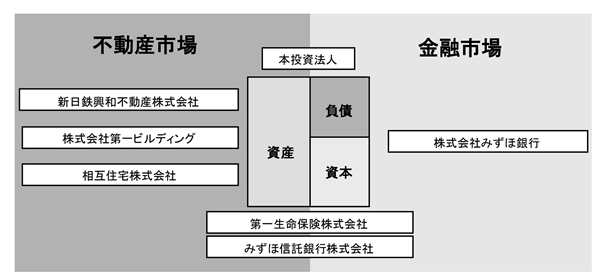 不動産市場
金融市場
本投資法人
新日鉄興和不動産株式会社
株式会社第一ビルディング
相互住宅株式会社
資産
負債
資本
株式会社みずほ銀行
第一生命保険株式会社
みずほ信託銀行株式会社